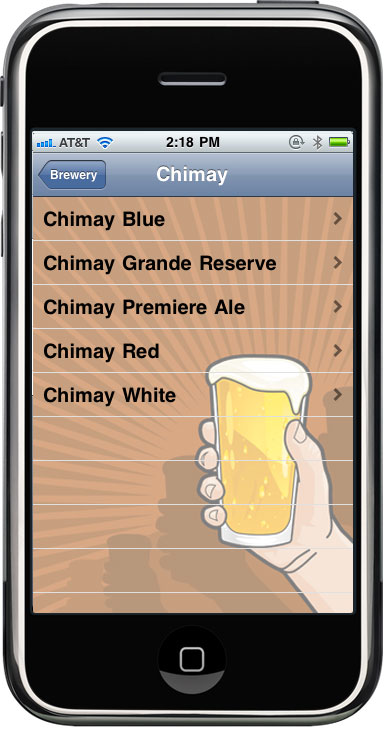 AT&T 2:18 PM
Brewery Chimay
Chimay Blue
Chimay Grande Reserve
Chimay Premiere Ale
Chimay Red
Chimay White